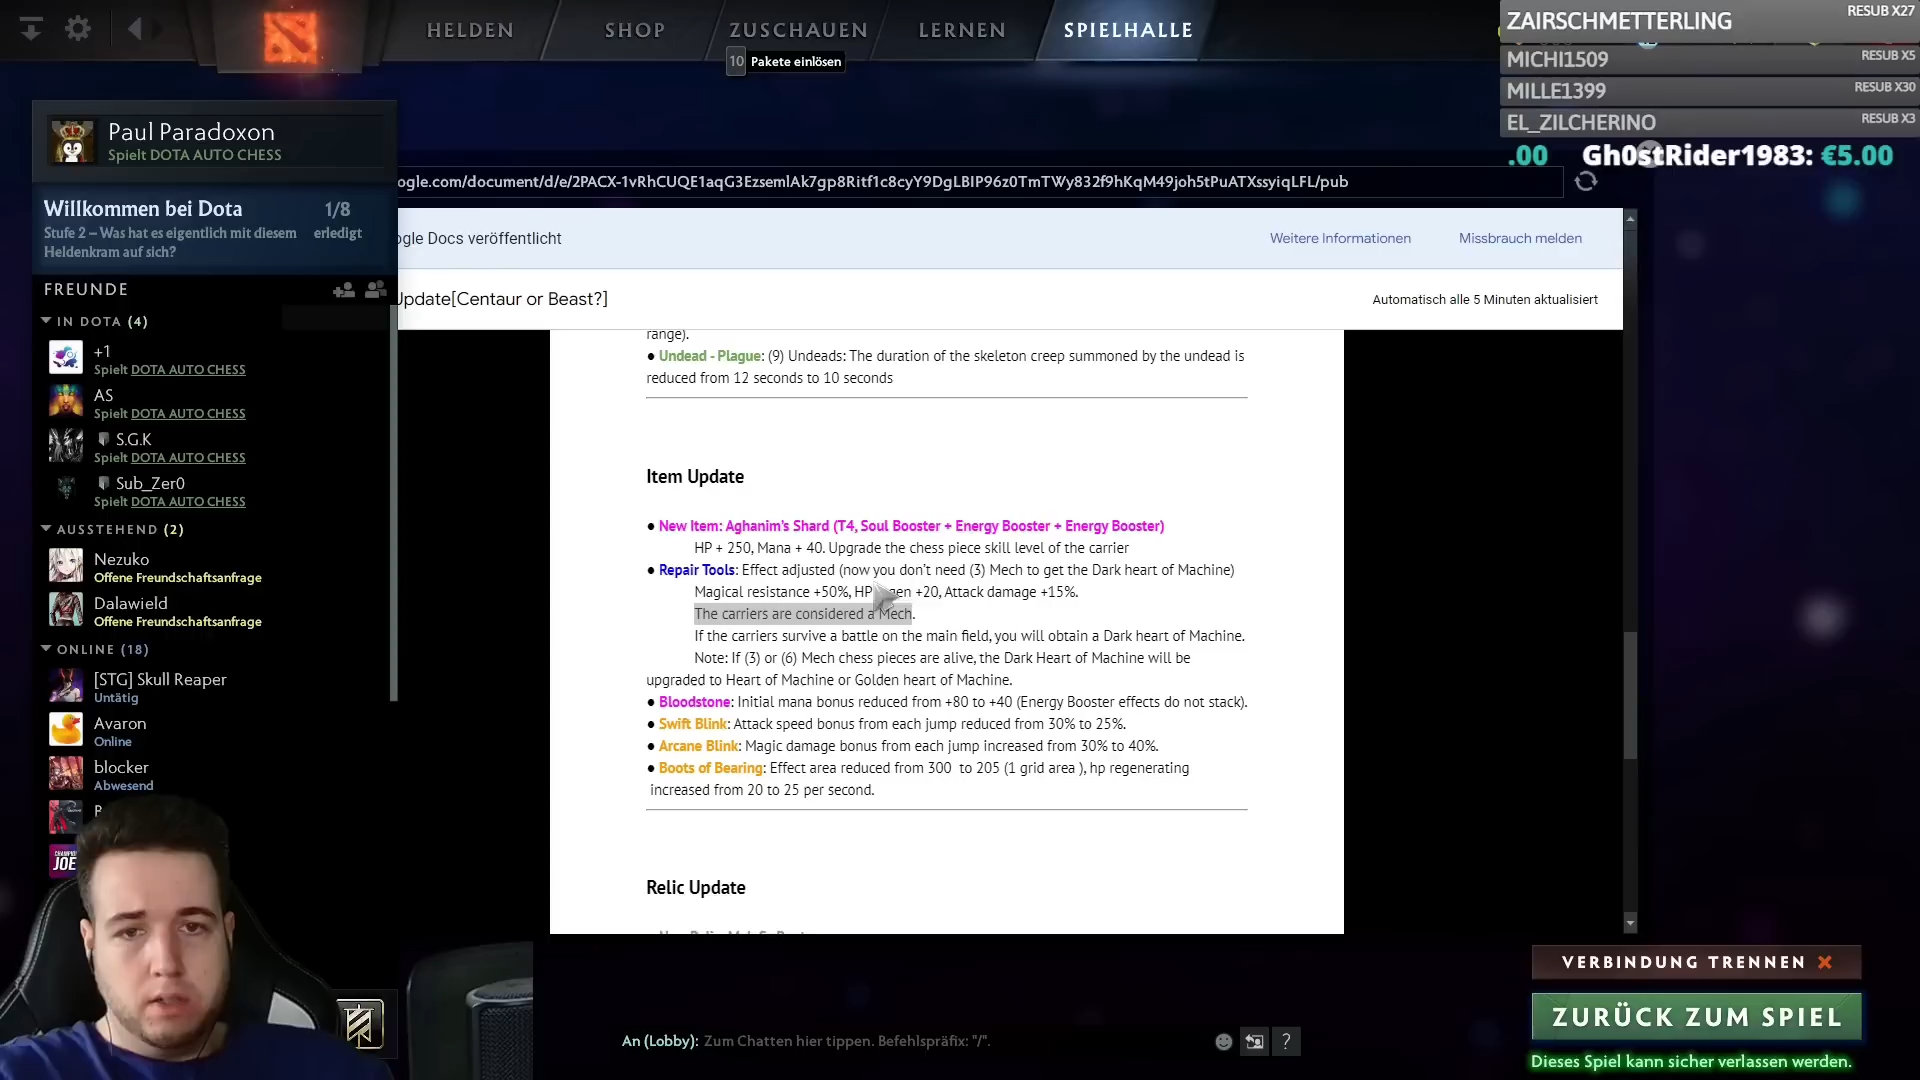 HELDEN
SHOP
ZUSCHAUEN
LERNEN
SPIELHALLE
10 Pakete einlösen
ZAIRSCHMETTERLING RESUB X27
MICHI1509 RESUB X5
MILLE1399 RESUB X30
EL_ZILCHERINO RESUB X3
.00 Gh0stRider1983: €5.00
Paul Paradoxon
Spielt DOTA AUTO CHESS
Willkommen bei Dota 1/8
Stufe 2 – Was hat es eigentlich mit diesem erledigt
Heldenkram auf sich?
FREUNDE
IN DOTA (4)
+1
Spielt DOTA AUTO CHESS
AS
Spielt DOTA AUTO CHESS
S.G.K
Spielt DOTA AUTO CHESS
Sub_Zer0
Spielt DOTA AUTO CHESS
AUSSTEHEND (2)
Nezuko
Offene Freundschaftsanfrage
Dalawield
Offene Freundschaftsanfrage
ONLINE (18)
[STG] Skull Reaper
Untätig
Avaron
Online
blocker
Abwesend
JOE
ogle.com/document/d/e/2PACX-1vRhCUQE1aqG3EzsemlAk7gp8Ritf1c8cyY9DgLBIP96z0TmTWy832f9hKqM49joh5tPuATXssyiqLFL/pub
ogle Docs veröffentlicht
Weitere Informationen
Missbrauch melden
Update[Centaur or Beast?]
Automatisch alle 5 Minuten aktualisiert
range).
● Undead - Plague: (9) Undeads: The duration of the skeleton creep summoned by the undead is
reduced from 12 seconds to 10 seconds
Item Update
● New Item: Aghanim's Shard (T4, Soul Booster + Energy Booster + Energy Booster)
HP + 250, Mana + 40. Upgrade the chess piece skill level of the carrier
● Repair Tools: Effect adjusted (now you don't need (3) Mech to get the Dark heart of Machine)
Magical resistance +50%, HP en +20, Attack damage +15%.
The carriers are considered a Mech.
If the carriers survive a battle on the main field, you will obtain a Dark heart of Machine.
Note: If (3) or (6) Mech chess pieces are alive, the Dark Heart of Machine will be
upgraded to Heart of Machine or Golden heart of Machine.
● Bloodstone: Initial mana bonus reduced from +80 to +40 (Energy Booster effects do not stack).
● Swift Blink: Attack speed bonus from each jump reduced from 30% to 25%.
● Arcane Blink: Magic damage bonus from each jump increased from 30% to 40%.
● Boots of Bearing: Effect area reduced from 300 to 205 (1 grid area ), hp regenerating
increased from 20 to 25 per second.
Relic Update
VERBINDUNG TRENNEN
ZURÜCK ZUM SPIEL
Dieses Spiel kann sicher verlassen werden.
An (Lobby): Zum Chatten hier tippen. Befehlspräfix: "/".
?